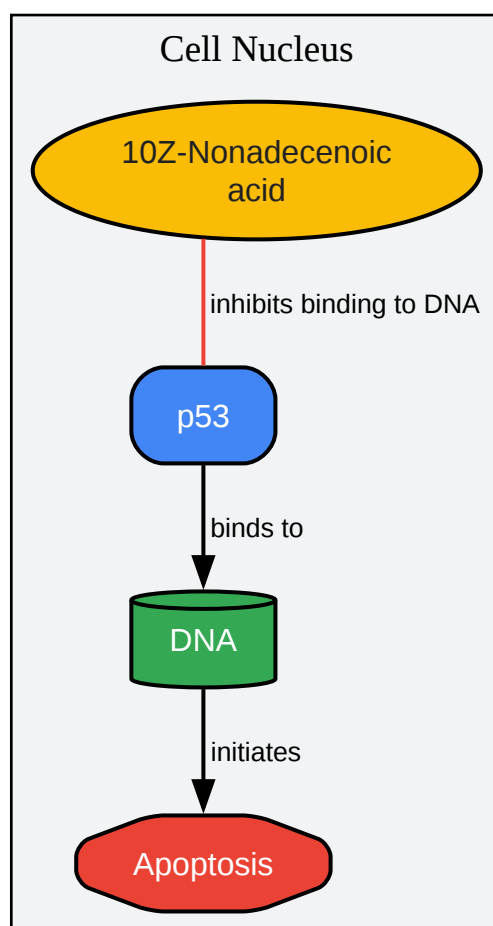 Cell Nucleus
10Z-Nonadecenoic
acid
inhibits binding to DNA
p53
binds to
DNA
initiates
Apoptosis